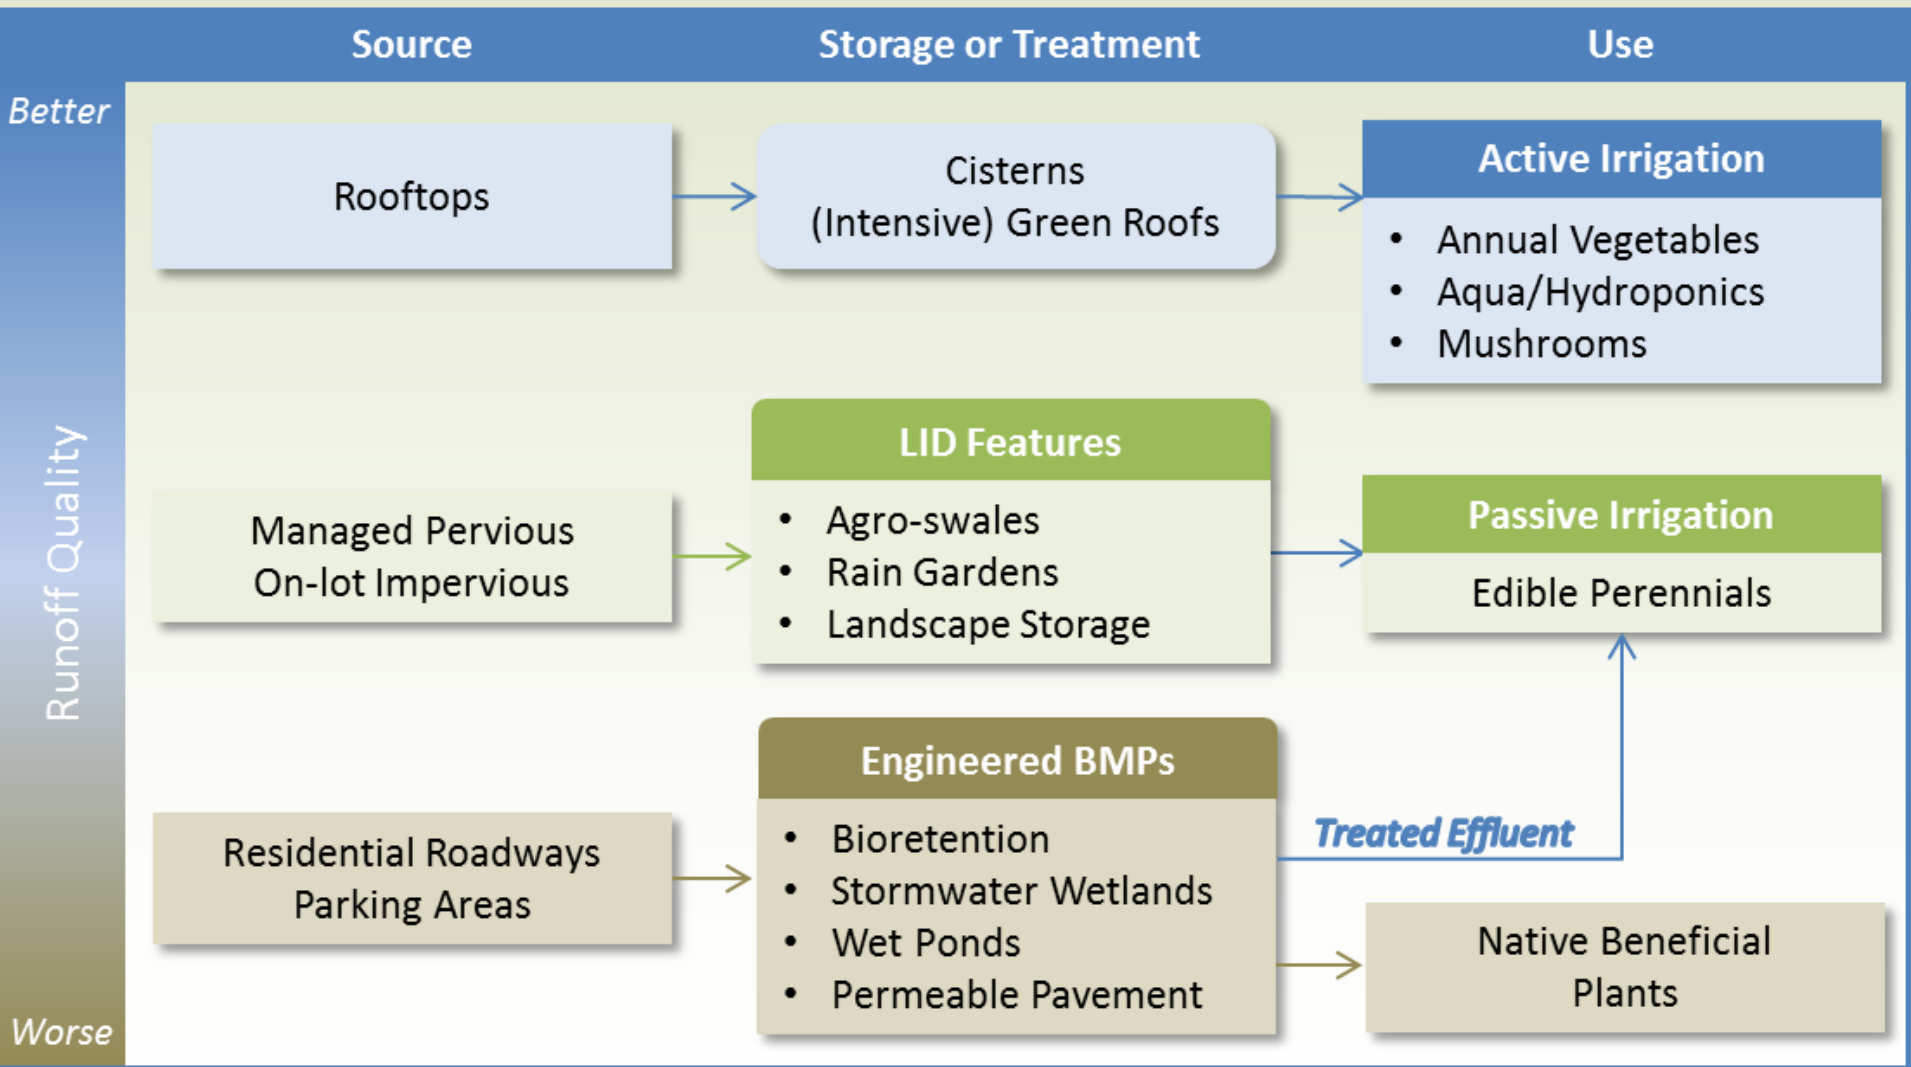 Source
Storage or Treatment
Use
Better
Runoff Quality
Worse
Rooftops
Cisterns
(Intensive) Green Roofs
Active Irrigation
• Annual Vegetables
• Aqua/Hydroponics
• Mushrooms
Managed Pervious
On-lot Impervious
LID Features
• Agro-swales
• Rain Gardens
• Landscape Storage
Passive Irrigation
Edible Perennials
Residential Roadways
Parking Areas
Engineered BMPs
• Bioretention
• Stormwater Wetlands
• Wet Ponds
• Permeable Pavement
Treated Effluent
Native Beneficial
Plants